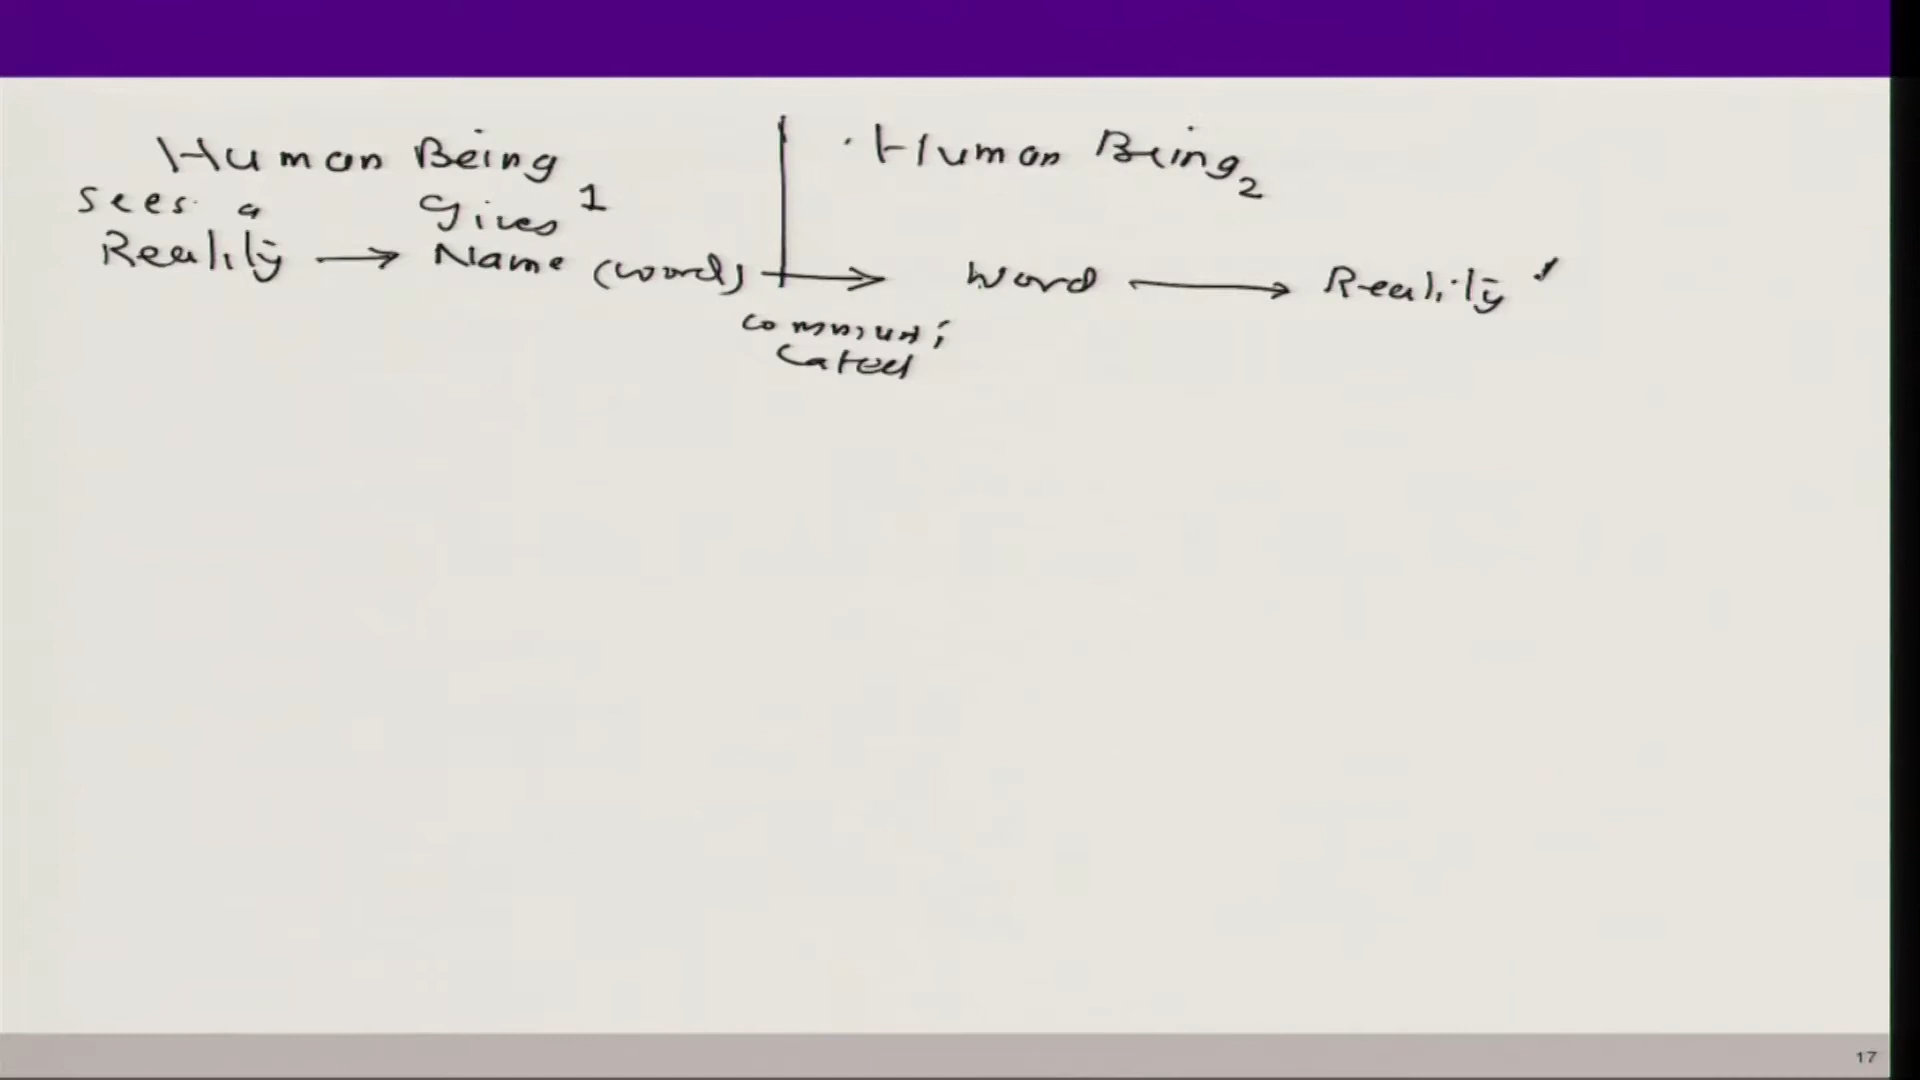 Human Being 1
sees a gives
Reality → Name (word) → communi
cated
Human Being 2
Word → Reality
17